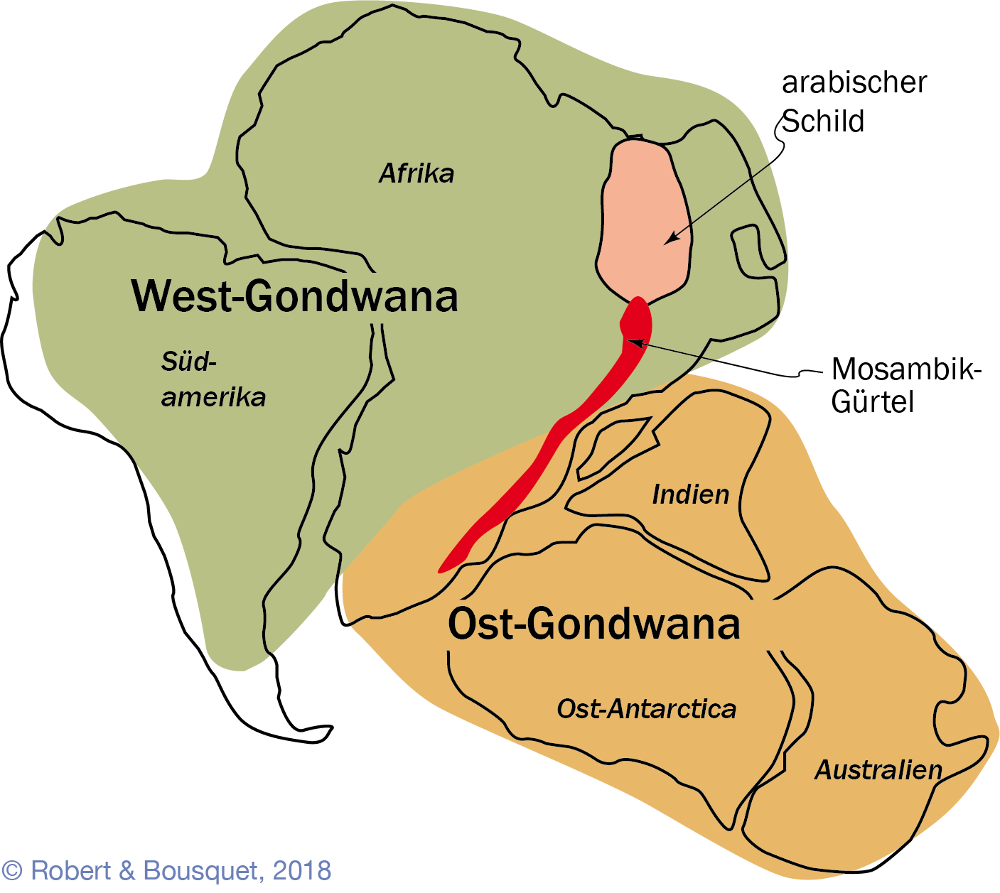 arabischer
Schild
Afrika
West-Gondwana
Süd-
amerika
Mosambik-
Gürtel
Indien
Ost-Gondwana
Ost-Antarctica
Australien
© Robert & Bousquet, 2018